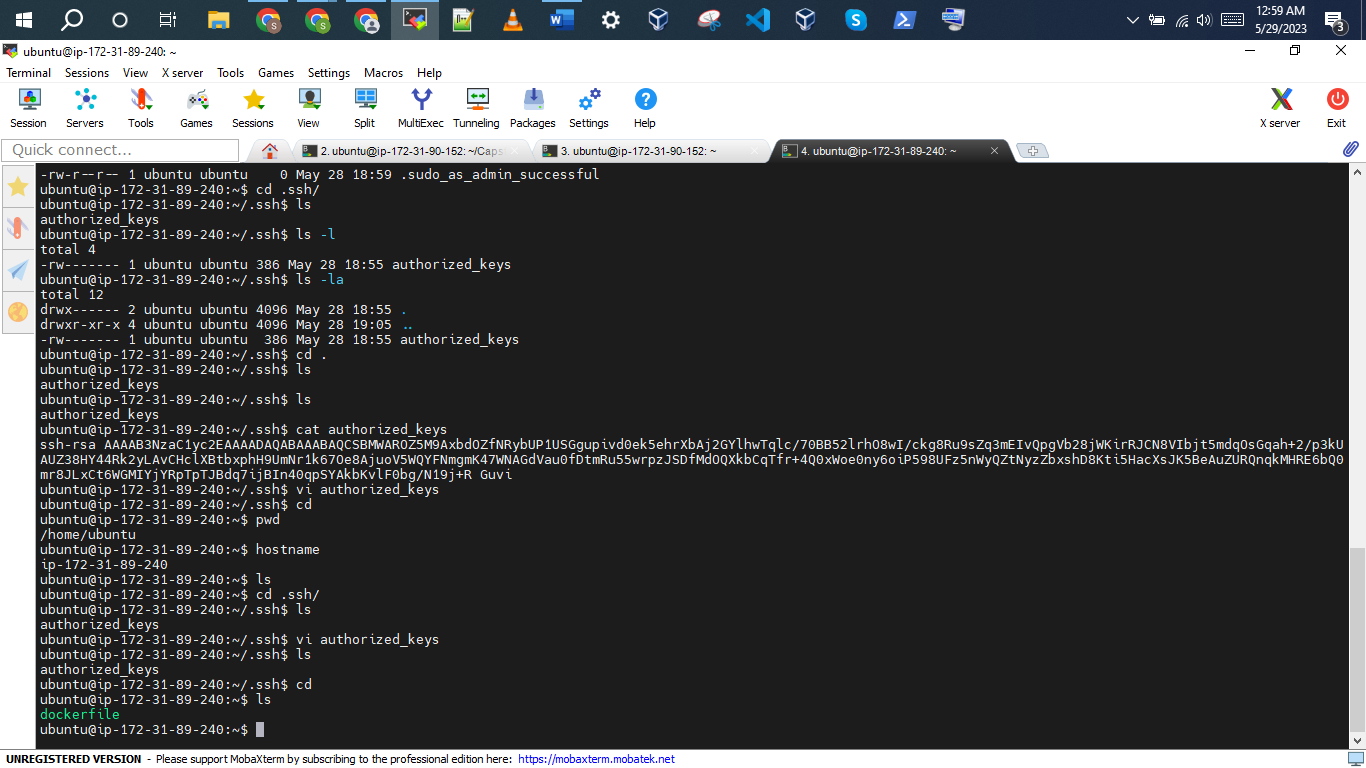 12:59 AM
5/29/2023
3
ubuntu@ip-172-31-89-240: ~
Terminal Sessions View X server Tools Games Settings Macros Help
Session Servers Tools Games Sessions View Split MultiExec Tunneling Packages Settings Help X server Exit
Quick connect...
2. ubuntu@ip-172-31-90-152: ~/Caps
3. ubuntu@ip-172-31-90-152: ~
4. ubuntu@ip-172-31-89-240: ~
-rw-r--r-- 1 ubuntu ubuntu    0 May 28 18:59 .sudo_as_admin_successful
ubuntu@ip-172-31-89-240:~$ cd .ssh/
ubuntu@ip-172-31-89-240:~/.ssh$ ls
authorized_keys
ubuntu@ip-172-31-89-240:~/.ssh$ ls -l
total 4
-rw------- 1 ubuntu ubuntu 386 May 28 18:55 authorized_keys
ubuntu@ip-172-31-89-240:~/.ssh$ ls -la
total 12
drwx------ 2 ubuntu ubuntu 4096 May 28 18:55 .
drwxr-xr-x 4 ubuntu ubuntu 4096 May 28 19:05 ..
-rw------- 1 ubuntu ubuntu  386 May 28 18:55 authorized_keys
ubuntu@ip-172-31-89-240:~/.ssh$ cd .
ubuntu@ip-172-31-89-240:~/.ssh$ ls
authorized_keys
ubuntu@ip-172-31-89-240:~/.ssh$ ls
authorized_keys
ubuntu@ip-172-31-89-240:~/.ssh$ cat authorized_keys
ssh-rsa AAAAB3NzaC1yc2EAAAADAQABAAABAQCSBMWAROZ5M9AxbdOZfNRybUP1USGgupivd0ek5ehrXbAj2GYlhwTqlc/70BB52lrhO8wI/ckg8Ru9sZq3mEIvQpgVb28jWKirRJCN8VIbjt5mdqOsGqah+2/p3kU
AUZ38HY44Rk2yLAvCHclXBtbxphH9UmNr1k67Oe8AjuoV5WQYFNmgmK47WNAGdVau0fDtmRu55wrpzJSDfMdOQXkbCqTfr+4Q0xWoe0ny6oiP598UFz5nWyQZtNyzZbxshD8Kti5HacXsJK5BeAuZURQnqkMHRE6bQ0
mr8JLxCt6WGMIYjYRpTpTJBdq7ijBIn40qpSYAkbKvlF0bg/N19j+R Guvi
ubuntu@ip-172-31-89-240:~/.ssh$ vi authorized_keys
ubuntu@ip-172-31-89-240:~/.ssh$ cd
ubuntu@ip-172-31-89-240:~$ pwd
/home/ubuntu
ubuntu@ip-172-31-89-240:~$ hostname
ip-172-31-89-240
ubuntu@ip-172-31-89-240:~$ ls
ubuntu@ip-172-31-89-240:~$ cd .ssh/
ubuntu@ip-172-31-89-240:~/.ssh$ ls
authorized_keys
ubuntu@ip-172-31-89-240:~/.ssh$ vi authorized_keys
ubuntu@ip-172-31-89-240:~/.ssh$ ls
authorized_keys
ubuntu@ip-172-31-89-240:~/.ssh$ cd
ubuntu@ip-172-31-89-240:~$ ls
dockerfile
ubuntu@ip-172-31-89-240:~$
UNREGISTERED VERSION - Please support MobaXterm by subscribing to the professional edition here: https://mobaxterm.mobatek.net